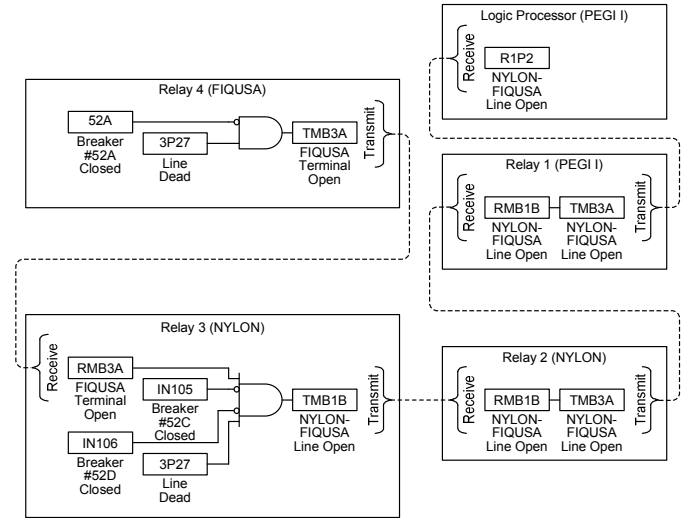 Relay 4 (FIQUSA)
52A
Breaker
#52A
Closed
3P27
Line
Dead
TMB3A
FIQUSA
Terminal
Open
Transmit
Logic Processor (PEGI I)
Receive
R1P2
NYLON-
FIQUSA
Line Open
Relay 1 (PEGI I)
Receive
RMB1B
NYLON-
FIQUSA
Line Open
TMB3A
NYLON-
FIQUSA
Line Open
Transmit
Relay 3 (NYLON)
Receive
RMB3A
FIQUSA
Terminal
Open
IN105
Breaker
#52C
Closed
IN106
Breaker
#52D
Closed
3P27
Line
Dead
TMB1B
NYLON-
FIQUSA
Line Open
Transmit
Relay 2 (NYLON)
Receive
RMB1B
NYLON-
FIQUSA
Line Open
TMB3A
NYLON-
FIQUSA
Line Open
Transmit